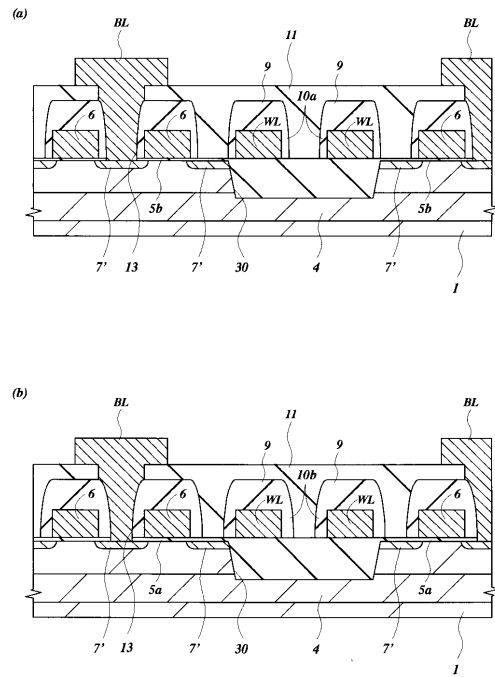 (a)
BL 11 BL
9 10a 9
6 6 WL WL 6
5b 5b
7' 13 7' 30 4 7' 1
(b)
BL 11 BL
9 10b 9
6 6 WL WL 6
5a 5a
7' 13 7' 30 4 7' 1